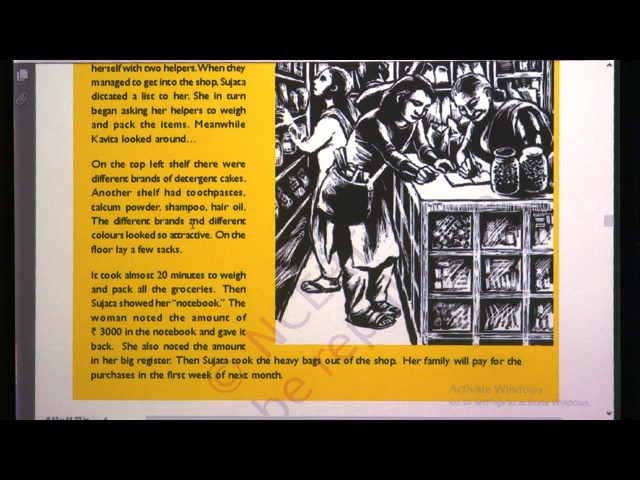 herself with two helpers. When they
managed to get into the shop, Sujata
dictated a list to her. She in turn
began asking her helpers to weigh
and pack the items. Meanwhile
Kavita looked around…
On the top left shelf there were
different brands of detergent cakes.
Another shelf had toothpastes,
talcum powder, shampoo, hair oil.
The different brands and different
colours looked so attractive. On the
floor lay a few sacks.
It took almost 20 minutes to weigh
and pack all the groceries. Then
Sujata showed her “notebook.” The
woman noted the amount of
₹ 3000 in the notebook and gave it
back. She also noted the amount
in her big register. Then Sujata took the heavy bags out of the shop. Her family will pay for the
purchases in the first week of next month.
Activate Windows
Go to Settings to activate Windows.